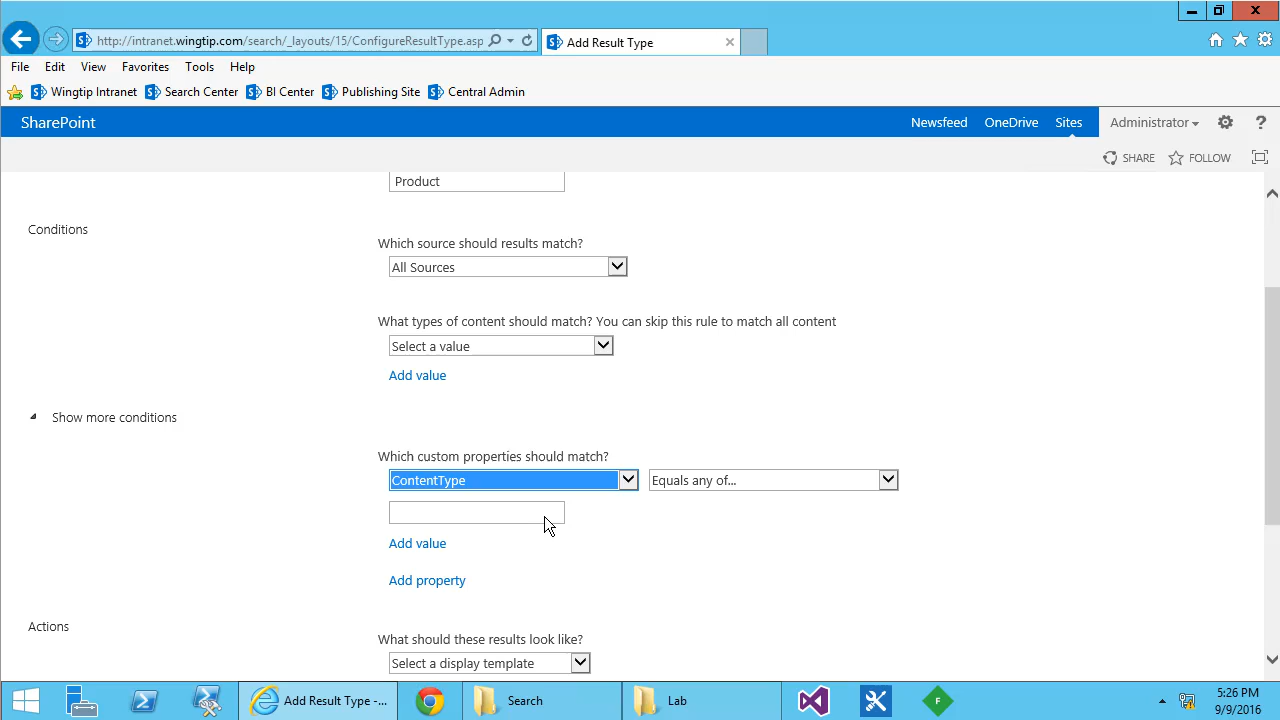 http://intranet.wingtip.com/search/_layouts/15/ConfigureResultType.asp
Add Result Type
File Edit View Favorites Tools Help
Wingtip Intranet Search Center BI Center Publishing Site Central Admin
SharePoint Newsfeed OneDrive Sites Administrator ?
SHARE FOLLOW
Product
Conditions
Which source should results match?
All Sources
What types of content should match? You can skip this rule to match all content
Select a value
Add value
Show more conditions
Which custom properties should match?
ContentType Equals any of...
Add value
Add property
Actions
What should these results look like?
Select a display template
Add Result Type -... Search Lab F 5:26 PM
9/9/2016